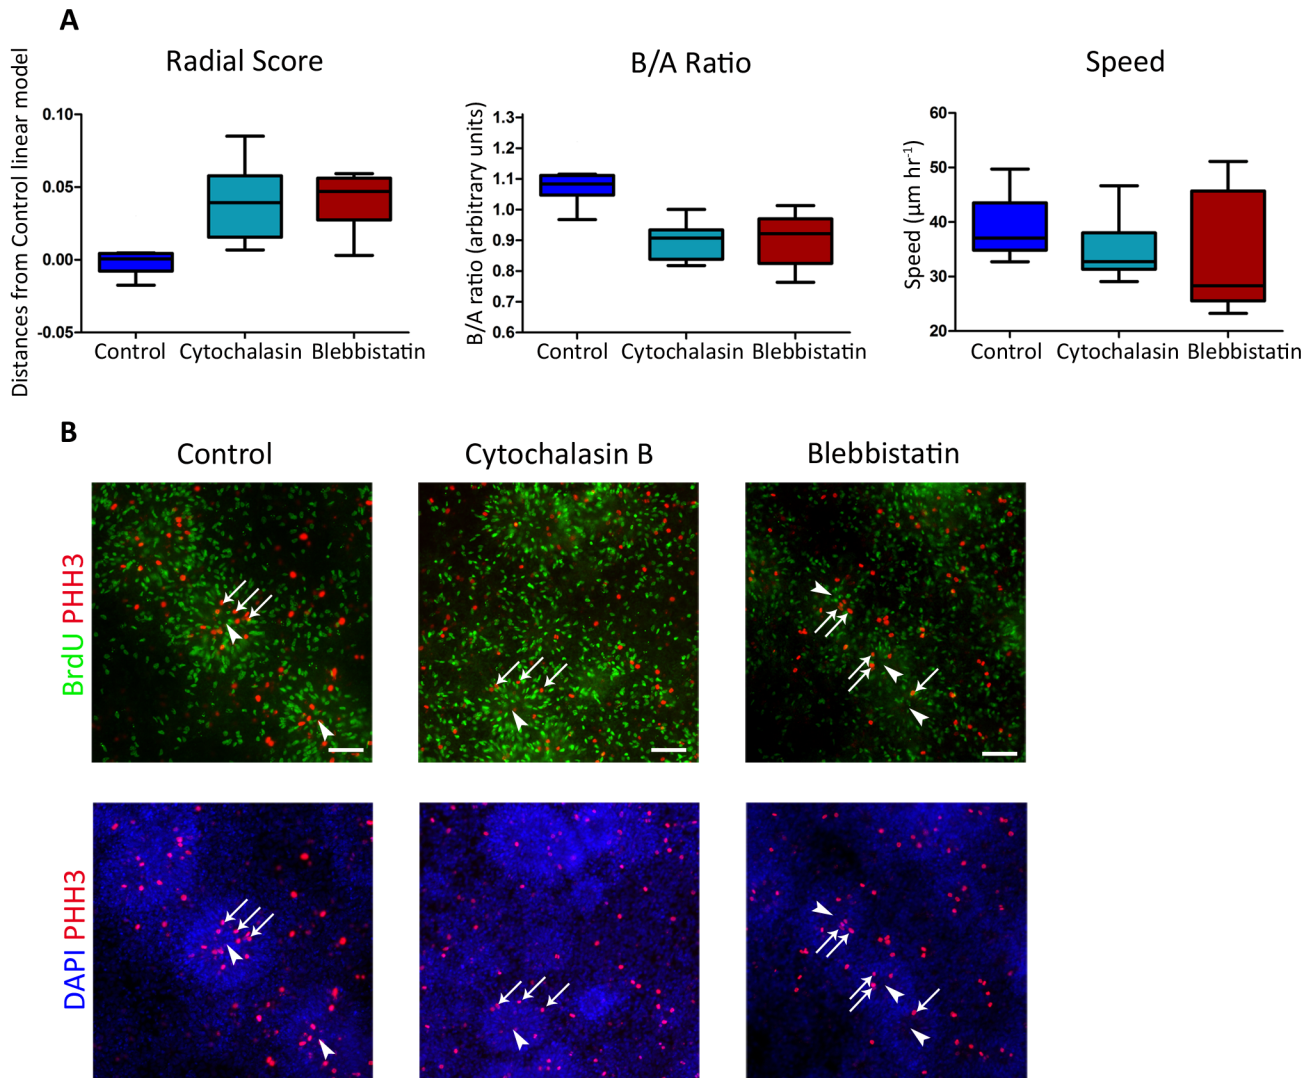 A
Radial Score
B/A Ratio
Speed
Distances from Control linear model
0.10
0.05
0.00
-0.05
Control Cytochalasin Blebbistatin
B/A ratio (arbitrary units)
1.3
1.2
1.1
1.0
0.9
0.8
0.7
0.6
Control Cytochalasin Blebbistatin
Speed (µm hr⁻¹)
60
50
40
30
20
Control Cytochalasin Blebbistatin
B
Control
Cytochalasin B
Blebbistatin
BrdU PHH3
DAPI PHH3